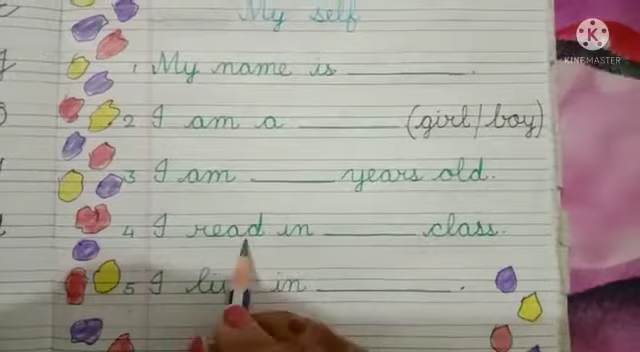 My self
1 My name is ________.
2 I am a ________ (girl/boy)
3 I am ________ years old.
4 I read in ________ class.
5 I in ________.
K
KINEMASTER